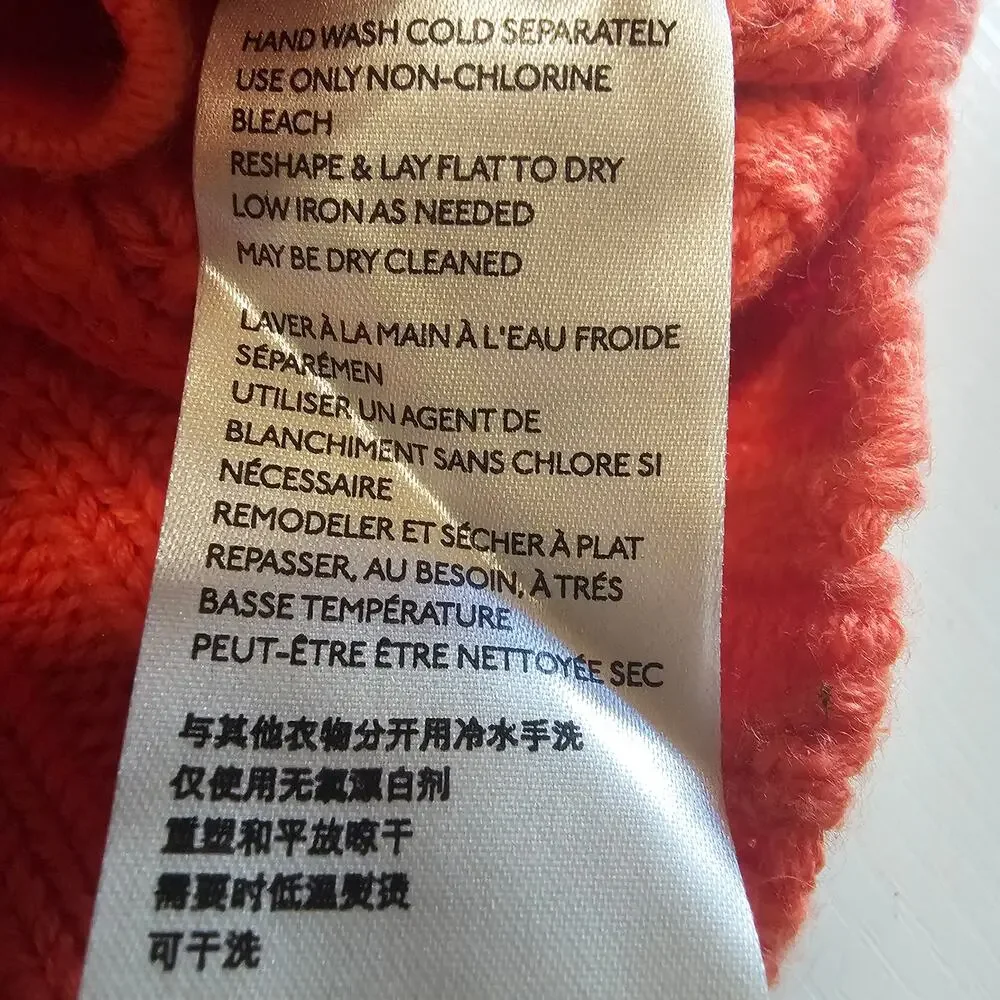 HAND WASH COLD SEPARATELY
USE ONLY NON-CHLORINE
BLEACH
RESHAPE & LAY FLAT TO DRY
LOW IRON AS NEEDED
MAY BE DRY CLEANED
LAVER À LA MAIN À L'EAU FROIDE
SÉPARÉMEN
UTILISER UN AGENT DE
BLANCHIMENT SANS CHLORE SI
NÉCESSAIRE
REMODELER ET SÉCHER À PLAT
REPASSER, AU BESOIN, À TRÉS
BASSE TEMPÉRATURE
PEUT-ÊTRE ÊTRE NETTOYÉE SEC
与其他衣物分开用冷水手洗
仅使用无氯漂白剂
重塑和平放晾干
需要时低温熨烫
可干洗